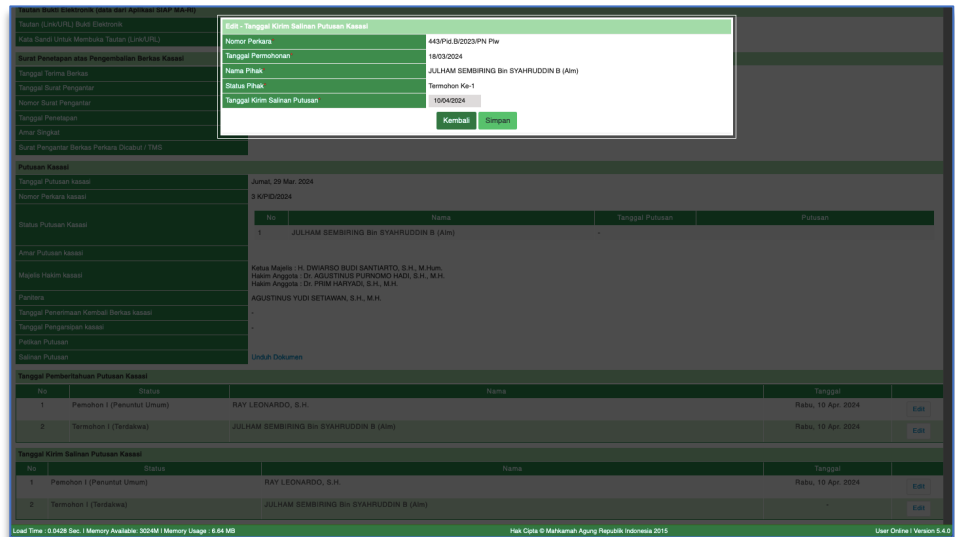 Tautan Bukti Elektronik (data dari Aplikasi SIAP MA-RI)
Tautan (Link/URL) Bukti Elektronik
Kata Sandi Untuk Membuka Tautan (Link/URL)
Edit - Tanggal Kirim Salinan Putusan Kasasi
Nomor Perkara 443/Pid.B/2023/PN Plw
Tanggal Permohonan 18/03/2024
Nama Pihak JULHAM SEMBIRING Bin SYAHRUDDIN B (Alm)
Status Pihak Termohon Ke-1
Tanggal Kirim Salinan Putusan 10/04/2024
Kembali Simpan
Surat Penetapan atas Pengembalian Berkas Kasasi
Tanggal Terima Berkas
Tanggal Surat Pengantar
Nomor Surat Pengantar
Tanggal Penetapan
Amar Singkat
Surat Pengantar Berkas Perkara Dicabut / TMS
Putusan Kasasi
Tanggal Putusan kasasi Jumat, 29 Mar. 2024
Nomor Perkara kasasi 3 K/PID/2024
Status Putusan Kasasi
No Nama Tanggal Putusan Putusan
1 JULHAM SEMBIRING Bin SYAHRUDDIN B (Alm) -
Amar Putusan kasasi
Majelis Hakim kasasi
Ketua Majelis : H. DWIARSO BUDI SANTIARTO, S.H., M.Hum.
Hakim Anggota : Dr. AGUSTINUS PURNOMO HADI, S.H., M.H.
Hakim Anggota : Dr. PRIM HARYADI, S.H., M.H.
Panitera AGUSTINUS YUDI SETIAWAN, S.H., M.H.
Tanggal Penerimaan Kembali Berkas kasasi -
Tanggal Pengarsipan kasasi -
Petikan Putusan
Salinan Putusan Unduh Dokumen
Tanggal Pemberitahuan Putusan Kasasi
No Status Nama Tanggal
1 Pemohon I (Penuntut Umum) RAY LEONARDO, S.H. Rabu, 10 Apr. 2024 Edit
2 Termohon I (Terdakwa) JULHAM SEMBIRING Bin SYAHRUDDIN B (Alm) Rabu, 10 Apr. 2024 Edit
Tanggal Kirim Salinan Putusan Kasasi
No Status Nama Tanggal
1 Pemohon I (Penuntut Umum) RAY LEONARDO, S.H. Rabu, 10 Apr. 2024 Edit
2 Termohon I (Terdakwa) JULHAM SEMBIRING Bin SYAHRUDDIN B (Alm) - Edit
Load Time : 0.0426 Sec. | Memory Available: 3024M | Memory Usage : 6.64 MB Hak Cipta © Mahkamah Agung Republik Indonesia 2015 User Online | Version 5.4.0